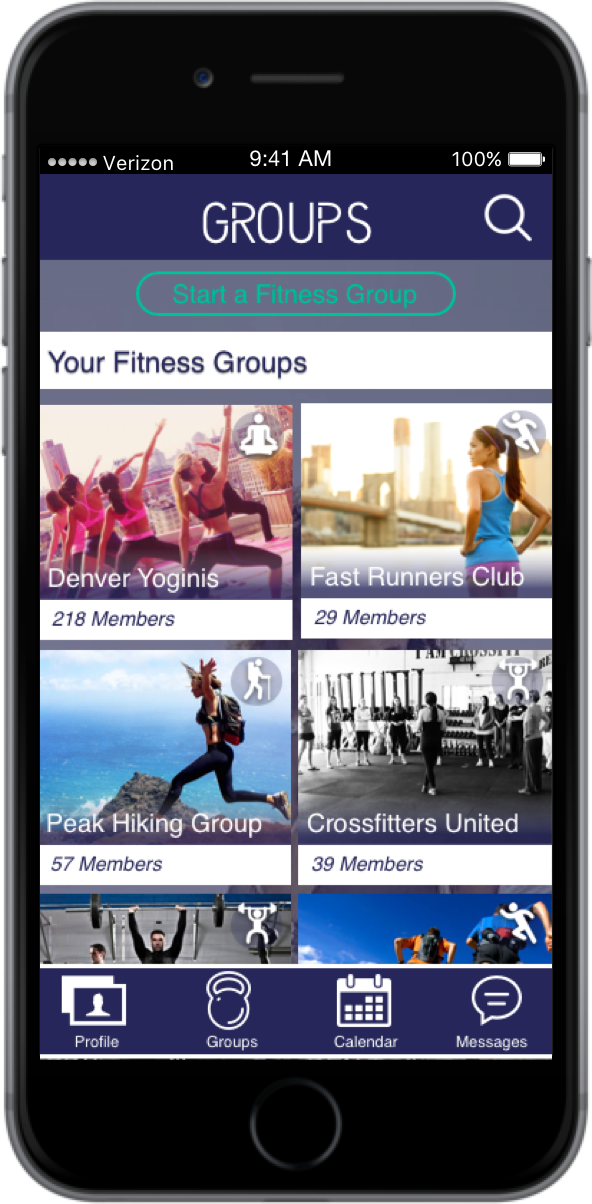 Verizon 9:41 AM 100%
GROUPS
Start a Fitness Group
Your Fitness Groups
Denver Yoginis
218 Members
Fast Runners Club
29 Members
Peak Hiking Group
57 Members
Crossfitters United
39 Members
Profile
Groups
Calendar
Messages